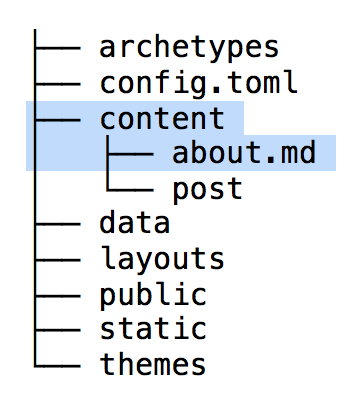 ├── archetypes
├── config.toml
├── content
│   ├── about.md
│   └── post
├── data
├── layouts
├── public
├── static
└── themes